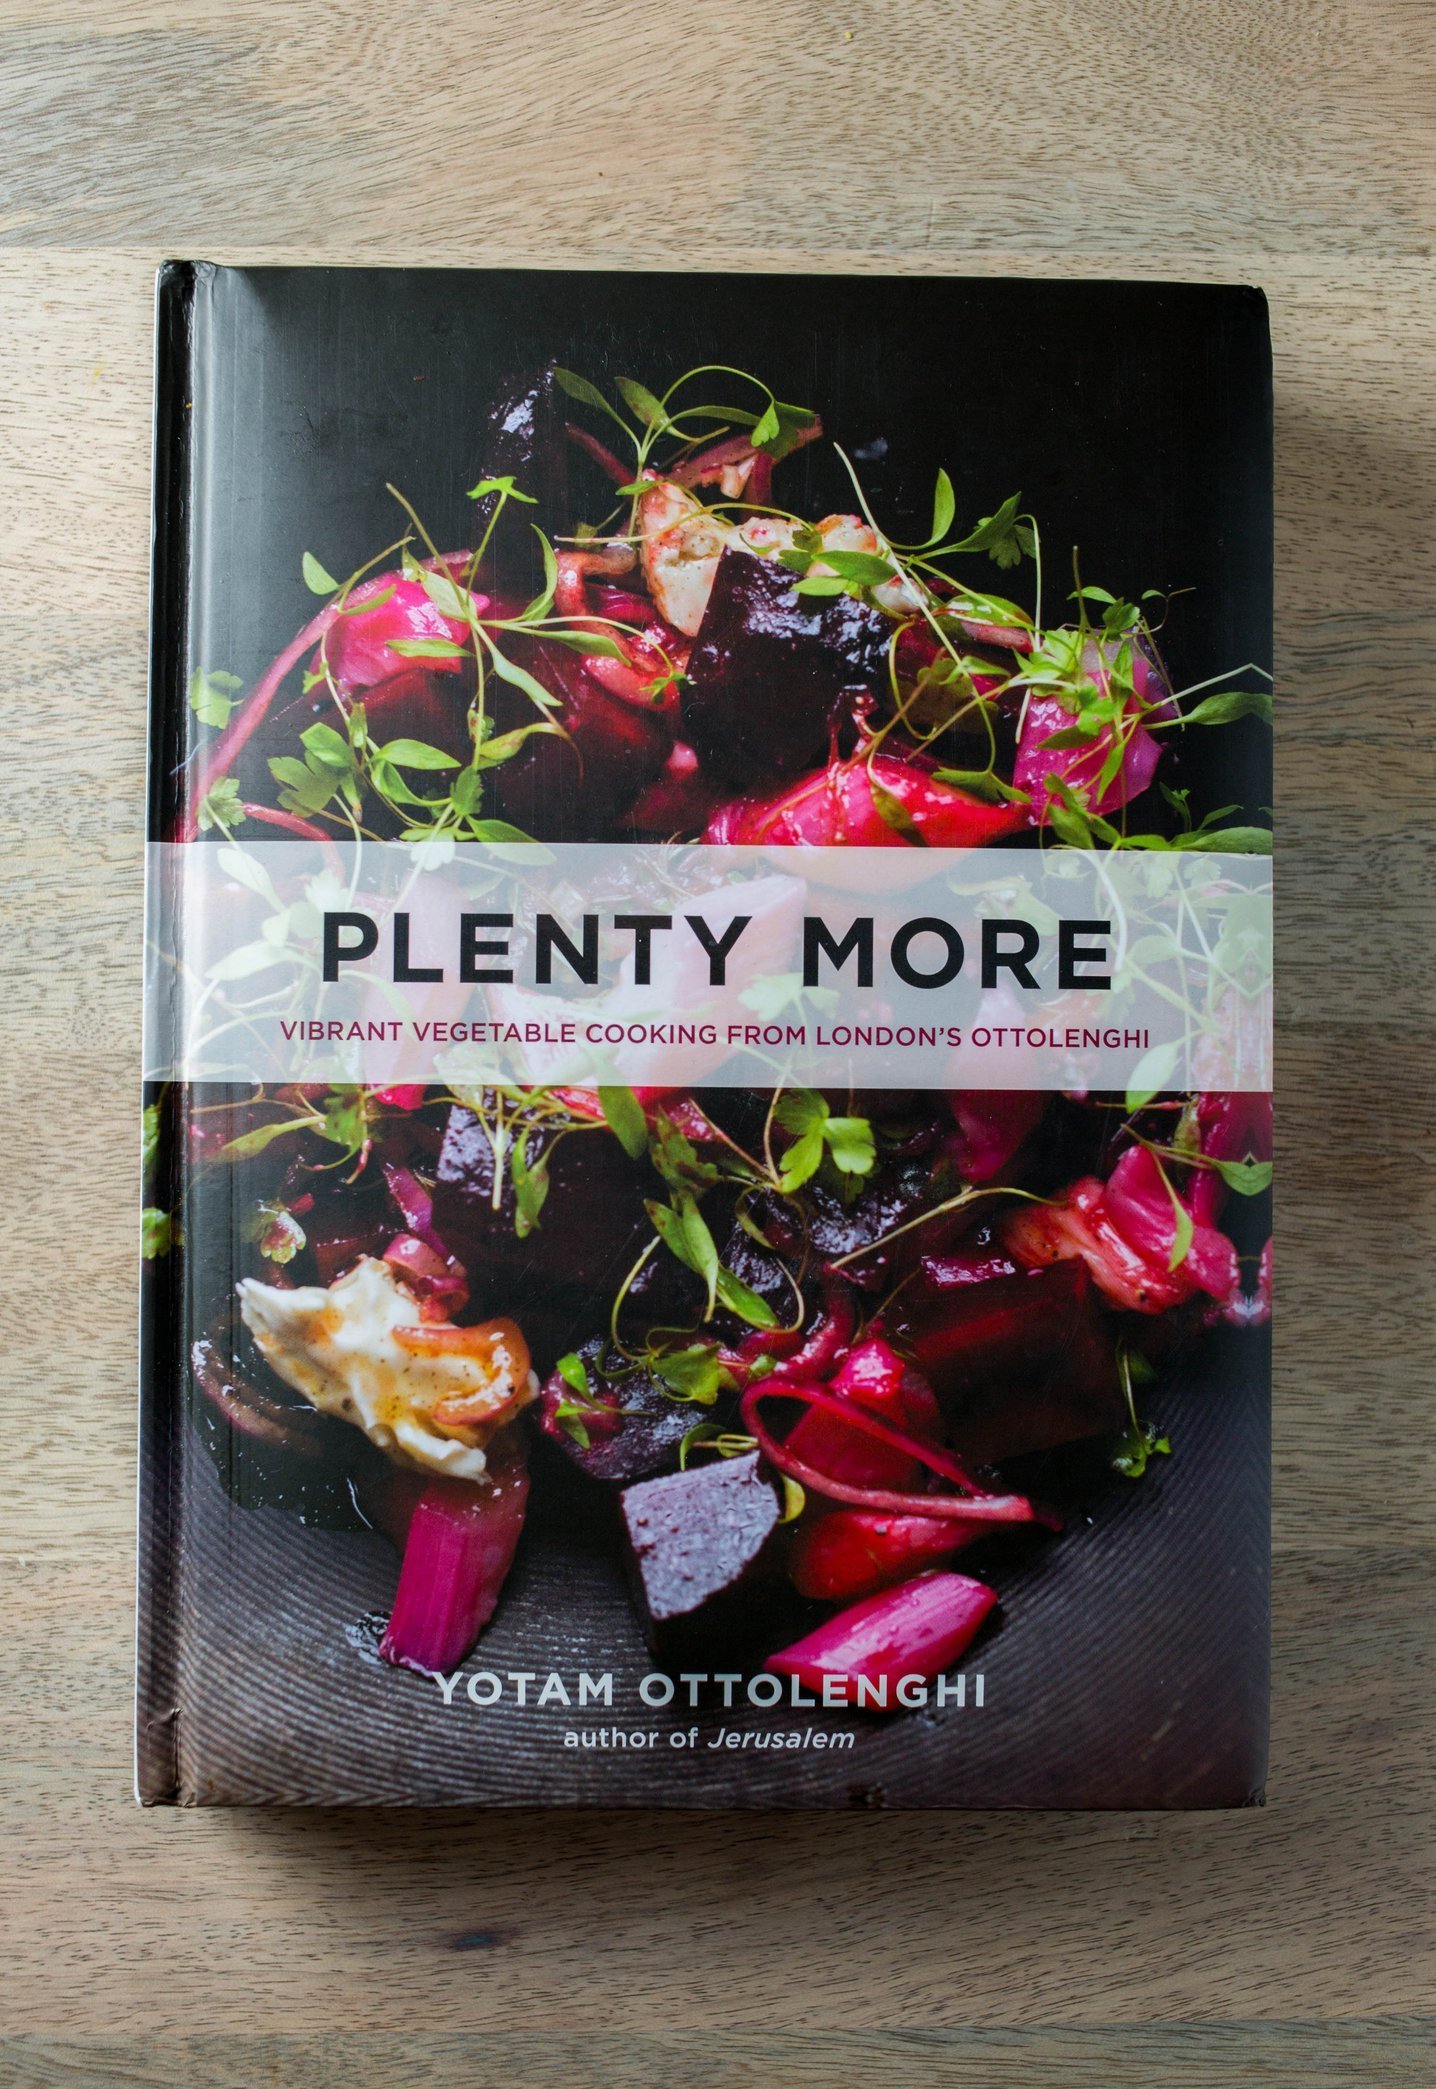 PLENTY MORE
VIBRANT VEGETABLE COOKING FROM LONDON'S OTTOLENGHI
YOTAM OTTOLENGHI
author of Jerusalem